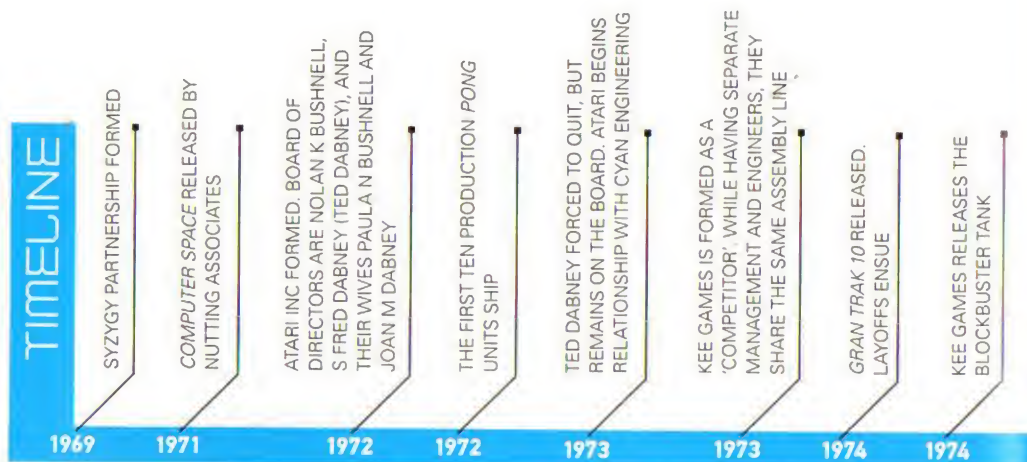 TIMELINE
1969
SYZYGY PARTNERSHIP FORMED
1971
COMPUTER SPACE RELEASED BY
NUTTING ASSOCIATES
1972
ATARI INC FORMED. BOARD OF
DIRECTORS ARE NOLAN K BUSHNELL,
S FRED DABNEY (TED DABNEY), AND
THEIR WIVES PAULA N BUSHNELL AND
JOAN M DABNEY
1972
THE FIRST TEN PRODUCTION PONG
UNITS SHIP
1973
TED DABNEY FORCED TO QUIT, BUT
REMAINS ON THE BOARD. ATARI BEGINS
RELATIONSHIP WITH CYAN ENGINEERING
1973
KEE GAMES IS FORMED AS A
'COMPETITOR'. WHILE HAVING SEPARATE
MANAGEMENT AND ENGINEERS, THEY
SHARE THE SAME ASSEMBLY LINE
1974
GRAN TRAK 10 RELEASED.
LAYOFFS ENSUE
1974
KEE GAMES RELEASES THE
BLOCKBUSTER TANK